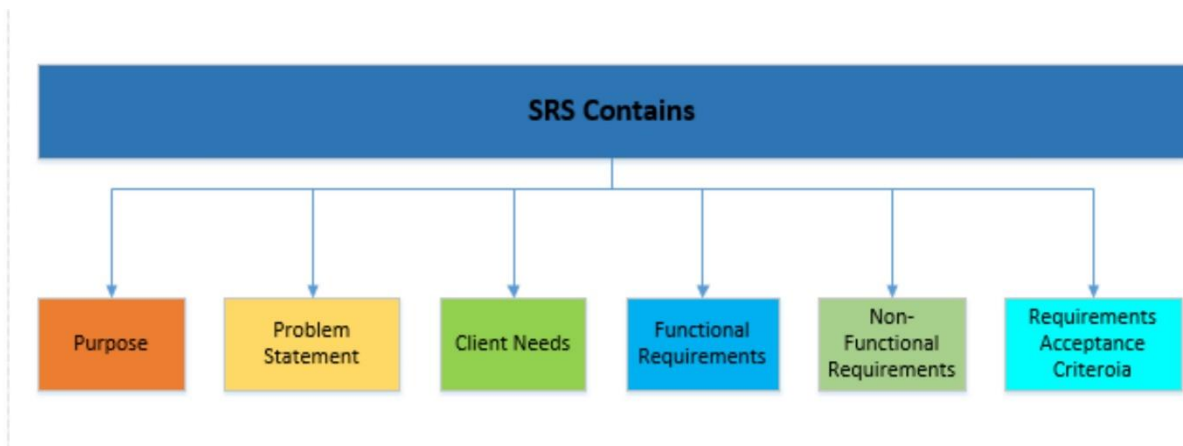 SRS Contains
Purpose
Problem
Statement
Client Needs
Functional
Requirements
Non-
Functional
Requirements
Requirements
Acceptance
Criteroia